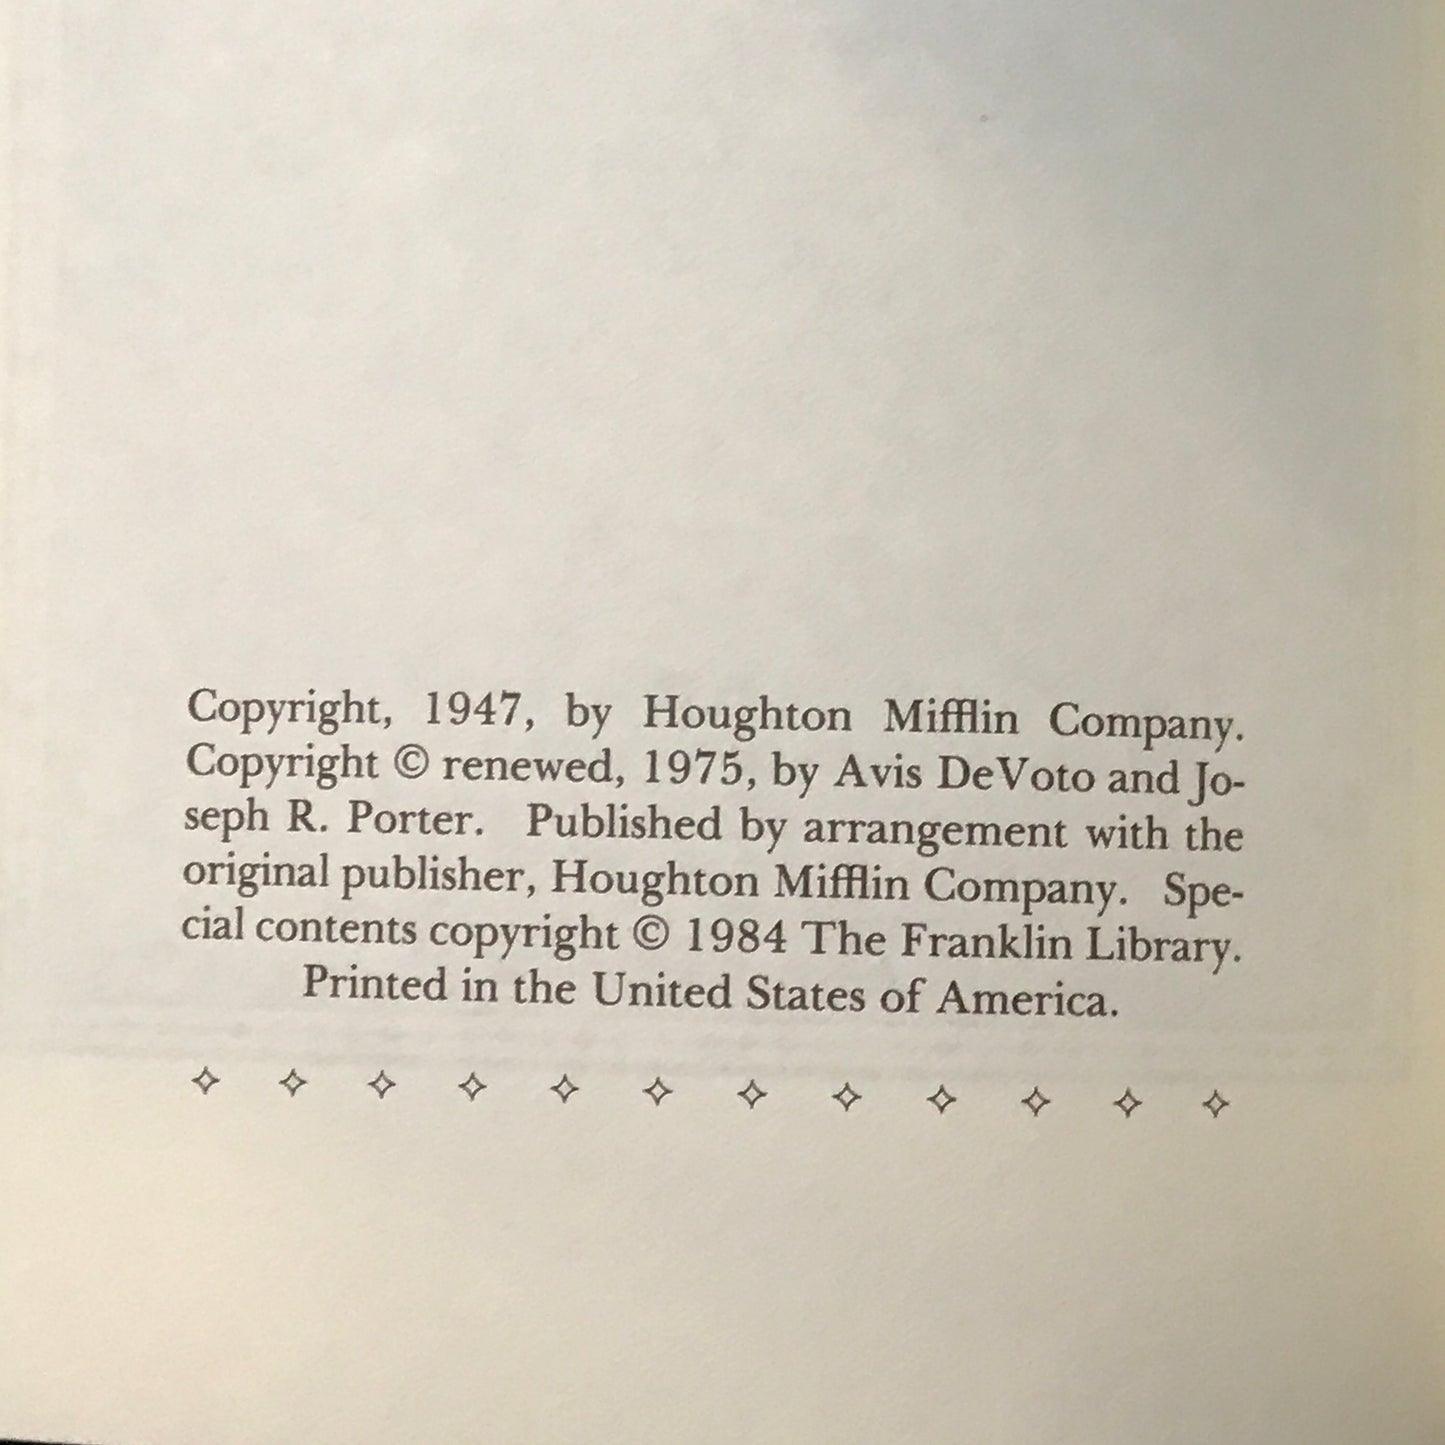 Copyright, 1947, by Houghton Mifflin Company.
Copyright © renewed, 1975, by Avis DeVoto and Jo-
seph R. Porter. Published by arrangement with the
original publisher, Houghton Mifflin Company. Spe-
cial contents copyright © 1984 The Franklin Library.
Printed in the United States of America.